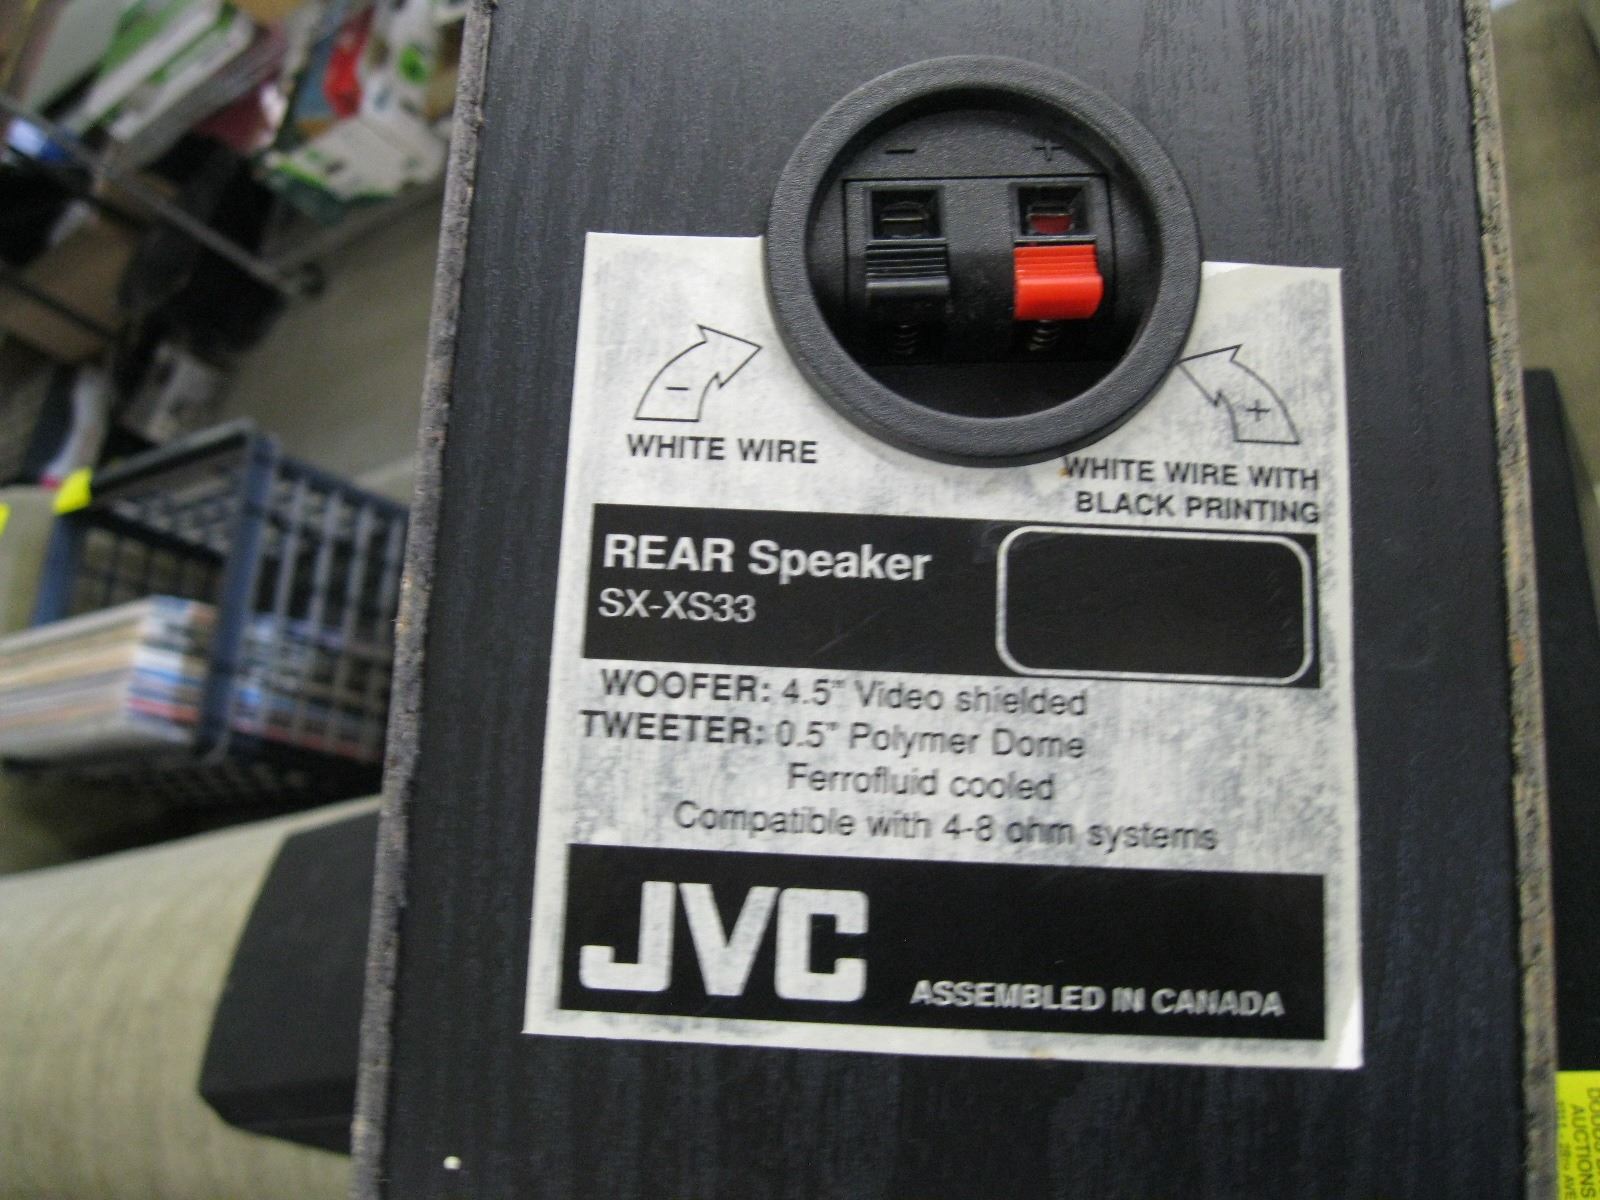 - +
- +
WHITE WIRE
WHITE WIRE WITH
BLACK PRINTING
REAR Speaker
SX-XS33
WOOFER: 4.5" Video shielded
TWEETER: 0.5" Polymer Dome
Ferrofluid cooled
Compatible with 4-8 ohm systems
JVC
ASSEMBLED IN CANADA
AUCTIONS